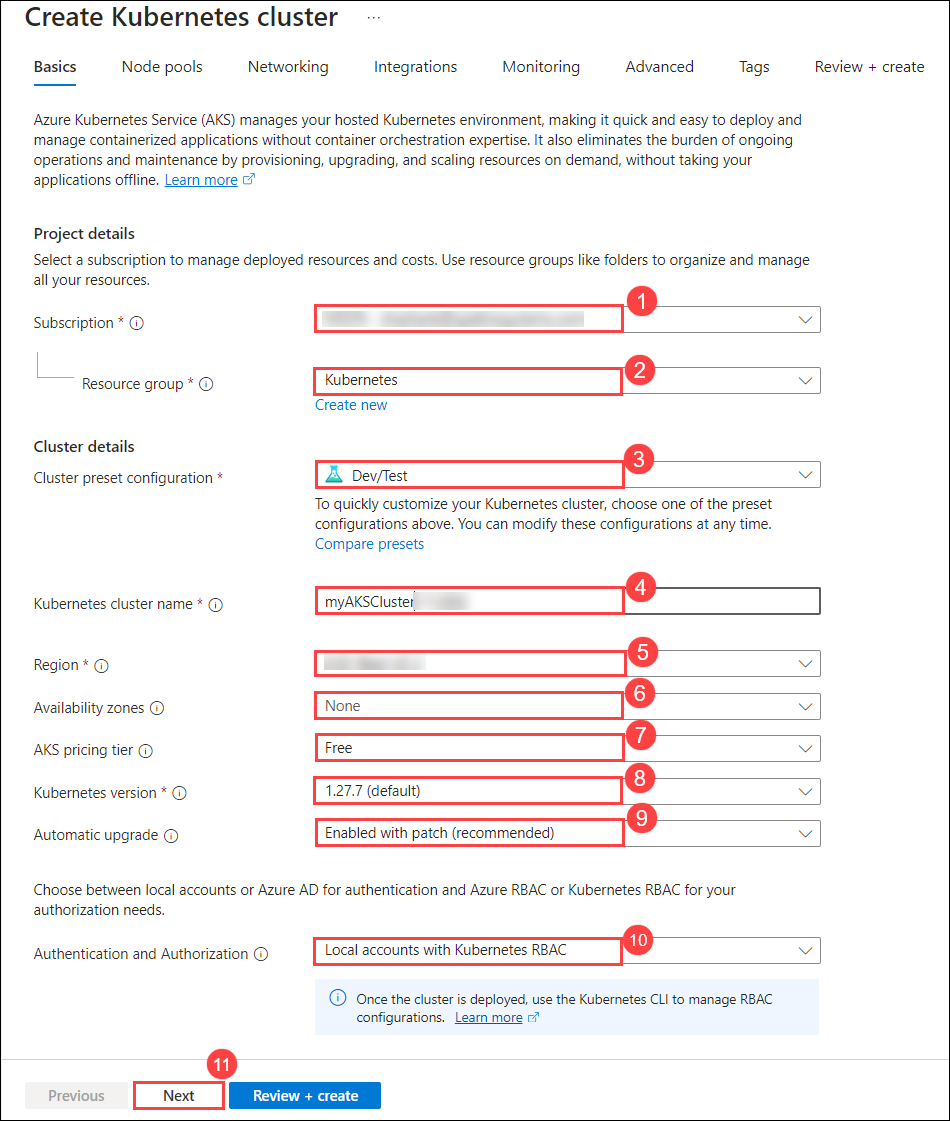 Create Kubernetes cluster ...
Basics Node pools Networking Integrations Monitoring Advanced Tags Review + create
Azure Kubernetes Service (AKS) manages your hosted Kubernetes environment, making it quick and easy to deploy and
manage containerized applications without container orchestration expertise. It also eliminates the burden of ongoing
operations and maintenance by provisioning, upgrading, and scaling resources on demand, without taking your
applications offline. Learn more
Project details
Select a subscription to manage deployed resources and costs. Use resource groups like folders to organize and manage
all your resources.
Subscription * 1
Resource group * Kubernetes 2
Create new
Cluster details
Cluster preset configuration * Dev/Test 3
To quickly customize your Kubernetes cluster, choose one of the preset
configurations above. You can modify these configurations at any time.
Compare presets
Kubernetes cluster name * myAKSCluster 4
Region * 5
Availability zones None 6
AKS pricing tier Free 7
Kubernetes version * 1.27.7 (default) 8
Automatic upgrade Enabled with patch (recommended) 9
Choose between local accounts or Azure AD for authentication and Azure RBAC or Kubernetes RBAC for your
authorization needs.
Authentication and Authorization Local accounts with Kubernetes RBAC 10
Once the cluster is deployed, use the Kubernetes CLI to manage RBAC
configurations. Learn more
11
Previous Next Review + create